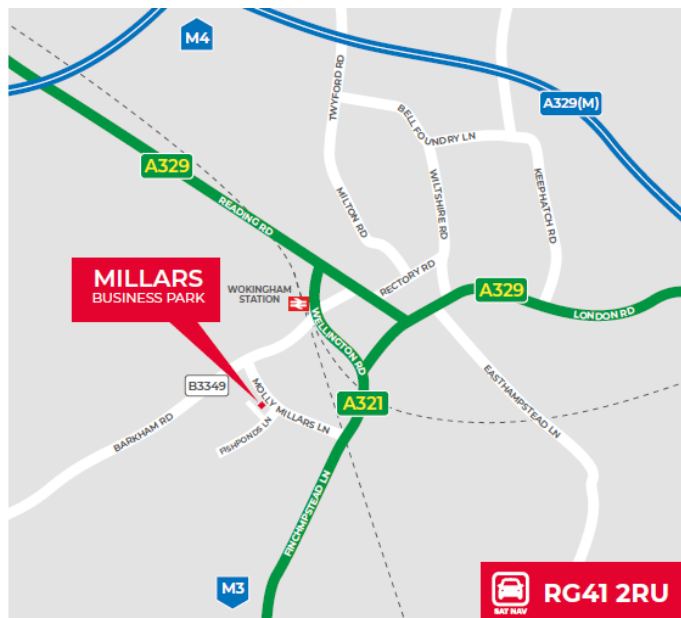 M4
TWYFORD RD
BELL FOUNDRY LN
A329(M)
A329
MILTON RD
WILTSHIRE RD
KEEPHATCH RD
READING RD
MILLARS
BUSINESS PARK
WOKINGHAM
STATION
RECTORY RD
A329
LONDON RD
WELLINGTON RD
B3349
MOLLY MILLARS LN
A321
EASTHAMPSTEAD LN
BARKHAM RD
FISHPONDS LN
FINCHMPSTEAD LN
M3
SAT NAV
RG41 2RU